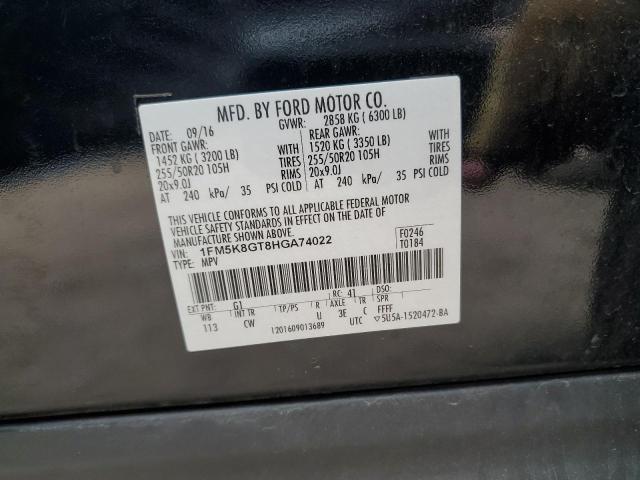 MFD. BY FORD MOTOR CO.
DATE: 09/16 GVWR: 2858 KG ( 6300 LB)
FRONT GAWR: REAR GAWR:
1452 KG ( 3200 LB) WITH 1520 KG ( 3350 LB) WITH
255/50R20 105H TIRES 255/50R20 105H TIRES
20x9.0J RIMS 20x9.0J RIMS
AT 240 kPa/ 35 PSI COLD AT 240 kPa/ 35 PSI COLD
THIS VEHICLE CONFORMS TO ALL APPLICABLE FEDERAL MOTOR
VEHICLE SAFETY STANDARDS IN EFFECT ON THE DATE OF
MANUFACTURE SHOWN ABOVE.
VIN: 1FM5K8GT8HGA74022 F0246
TYPE: MPV T0184
EXT PNT: G1 RC: 41 DSO:
WB INT TR TP/PS R AXLE TR SPR
113 CW U 3E C FFFF
1201609013689 UTC ▽5U5A-1520472-BA